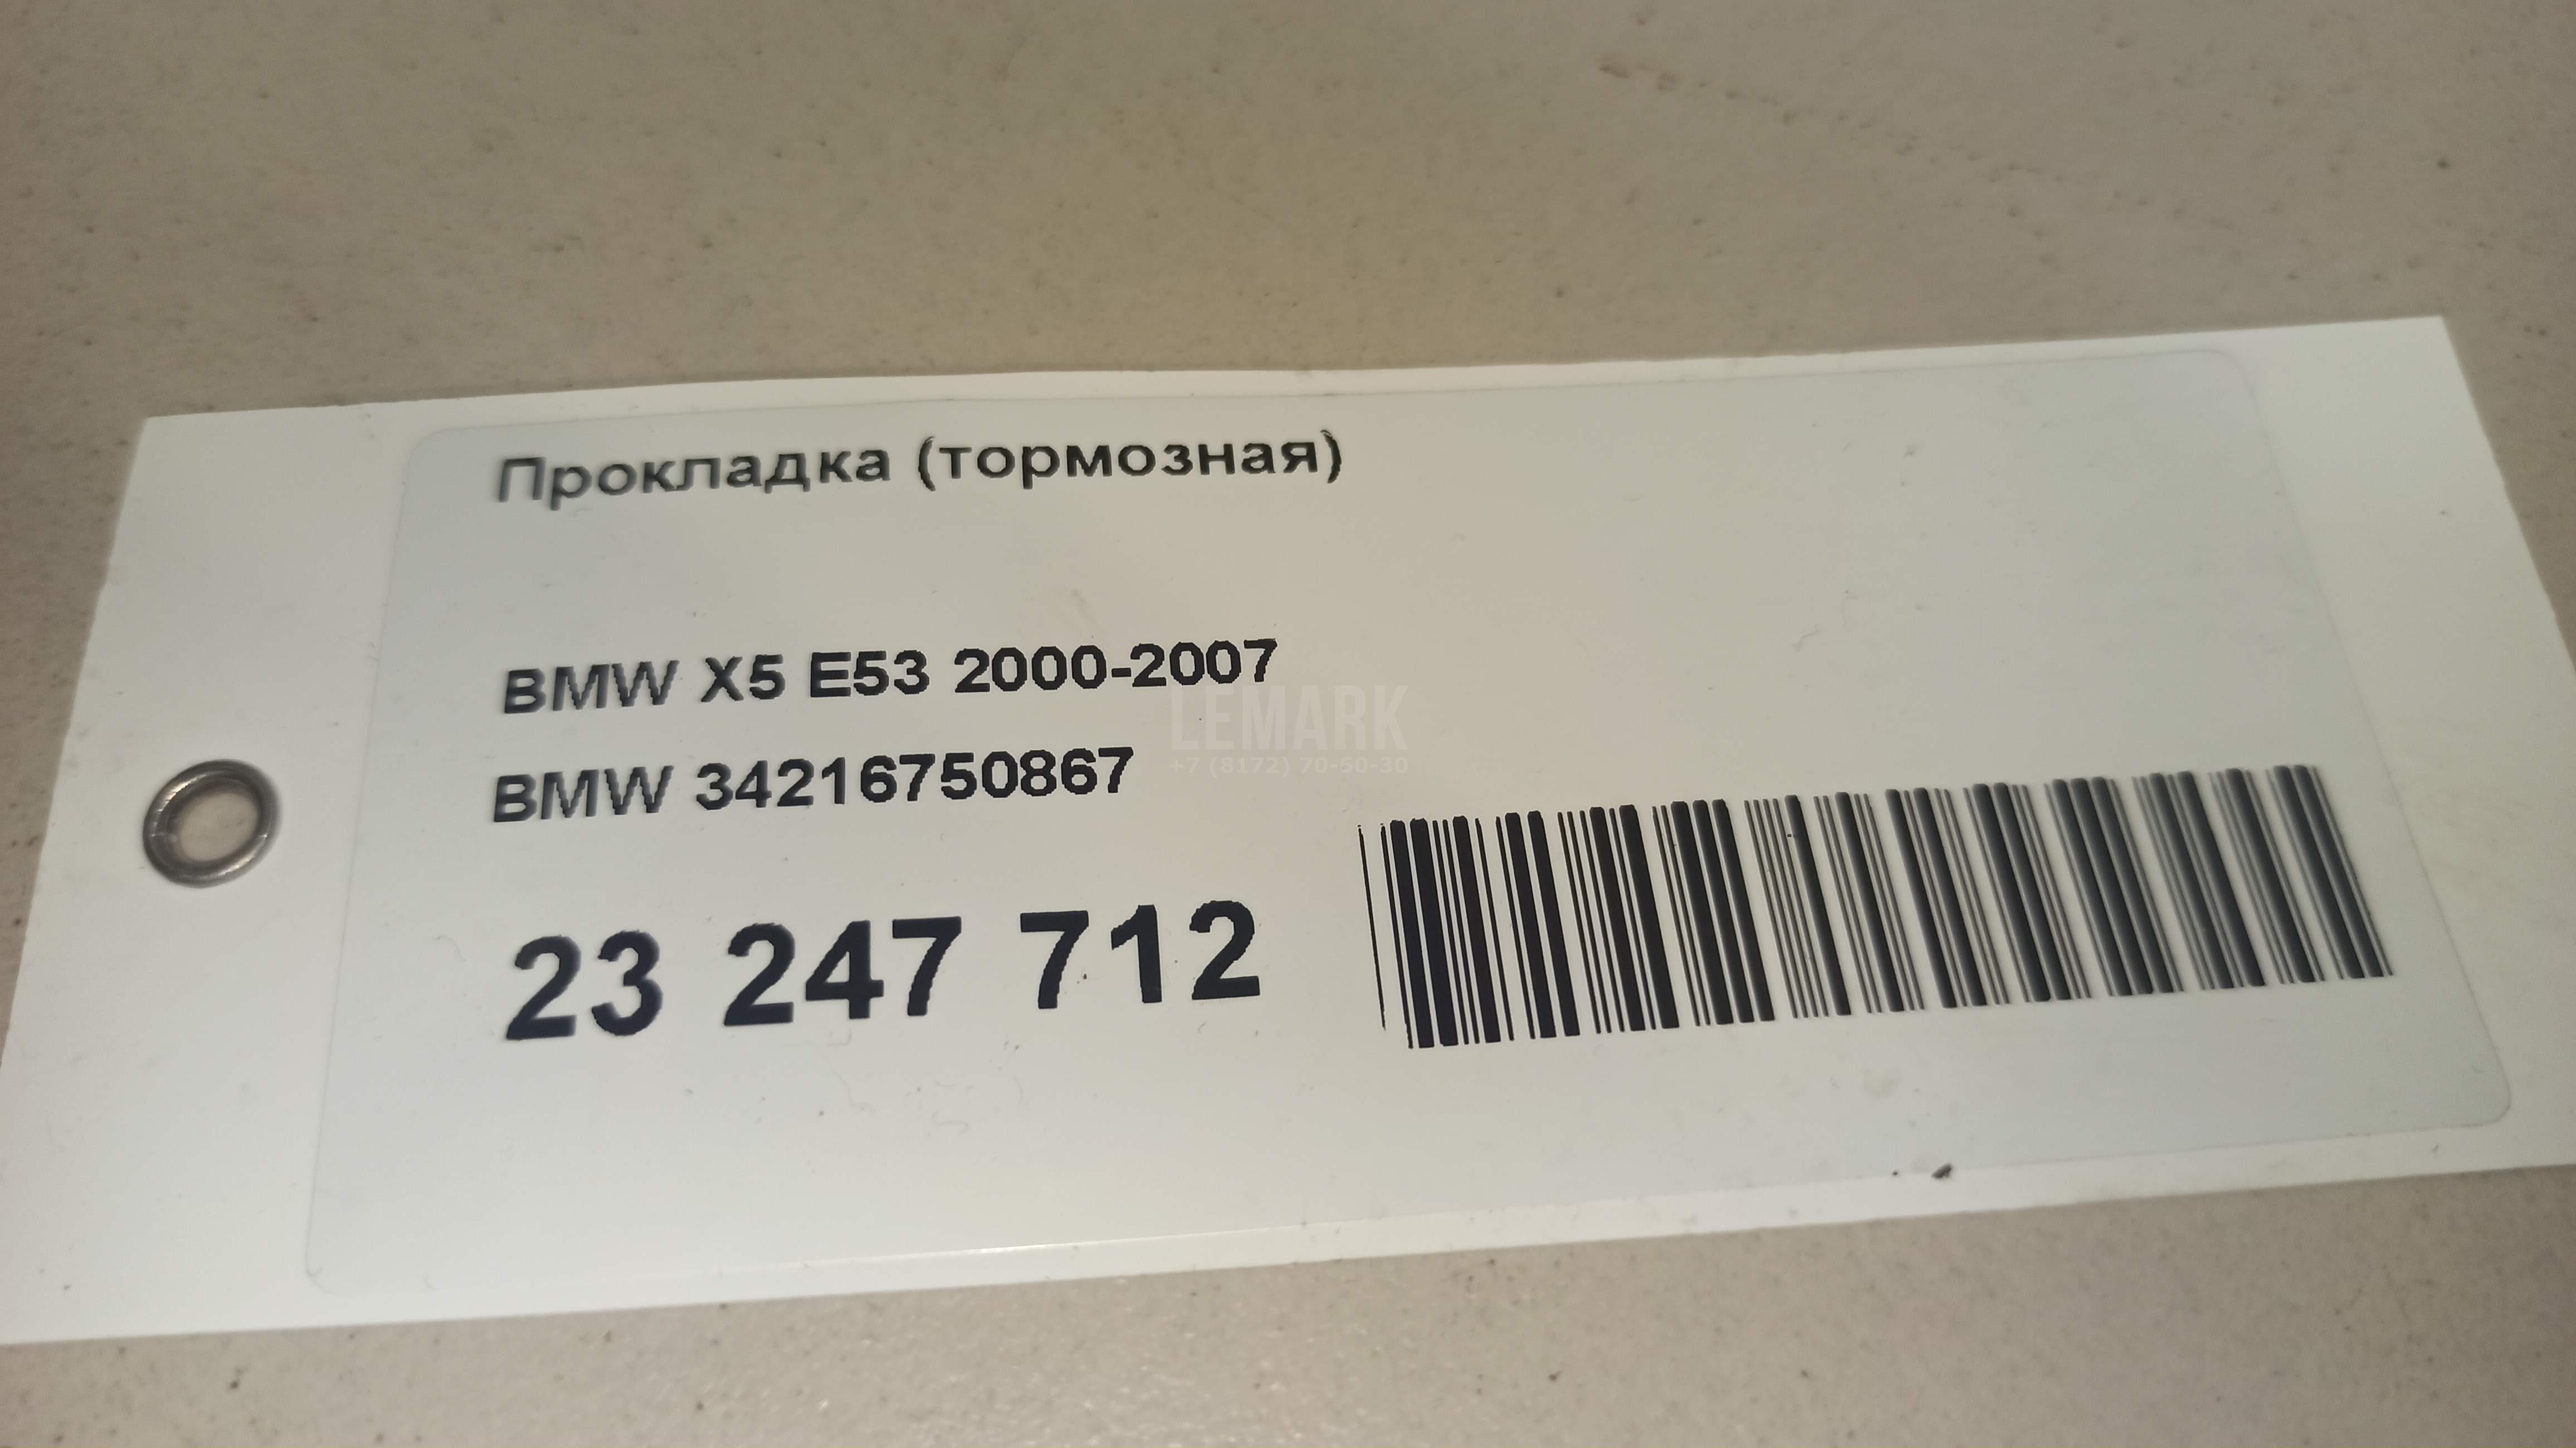 Прокладка (тормозная)
BMW X5 E53 2000-2007
LEMARK
+7 (8172) 70-50-30
BMW 34216750867
23 247 712